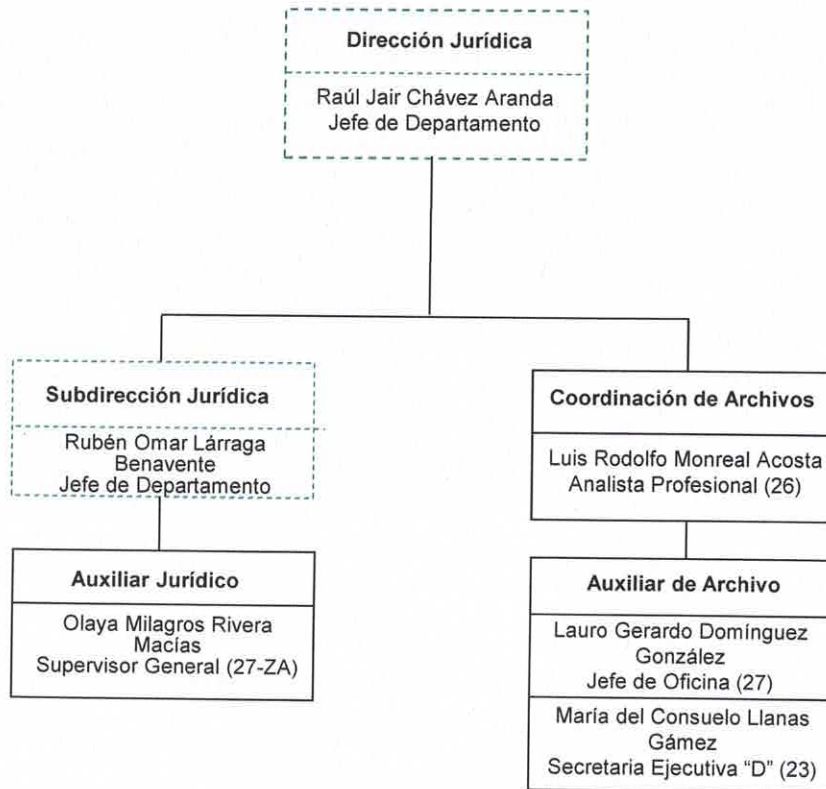 Dirección Jurídica
Raúl Jair Chávez Aranda
Jefe de Departamento
Subdirección Jurídica
Rubén Omar Lárraga
Benavente
Jefe de Departamento
Auxiliar Jurídico
Olaya Milagros Rivera
Macías
Supervisor General (27-ZA)
Coordinación de Archivos
Luis Rodolfo Monreal Acosta
Analista Profesional (26)
Auxiliar de Archivo
Lauro Gerardo Domínguez
González
Jefe de Oficina (27)
María del Consuelo Llanas
Gámez
Secretaria Ejecutiva “D” (23)